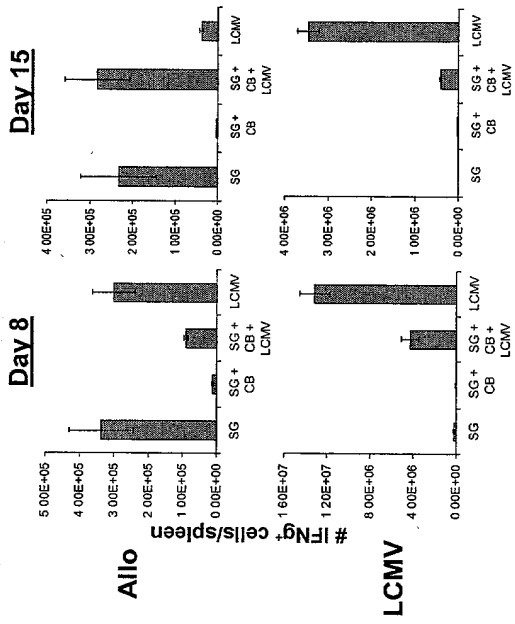 Day 8
Day 15
Allo
LCMV
# IFNg+ cells/spleen
5 00E+05
4 00E+05
3 00E+05
2 00E+05
1 00E+05
0 00E+00
SG
SG +
CB
SG +
CB +
LCMV
LCMV
4 00E+05
3 00E+05
2 00E+05
1 00E+05
0 00E+00
SG
SG +
CB
SG +
CB +
LCMV
LCMV
1 60E+07
1 20E+07
8 00E+06
4 00E+06
0 00E+00
SG
SG +
CB
SG +
CB +
LCMV
LCMV
4 00E+06
3 00E+06
2 00E+06
1 00E+06
0 00E+00
SG
SG +
CB
SG +
CB +
LCMV
LCMV